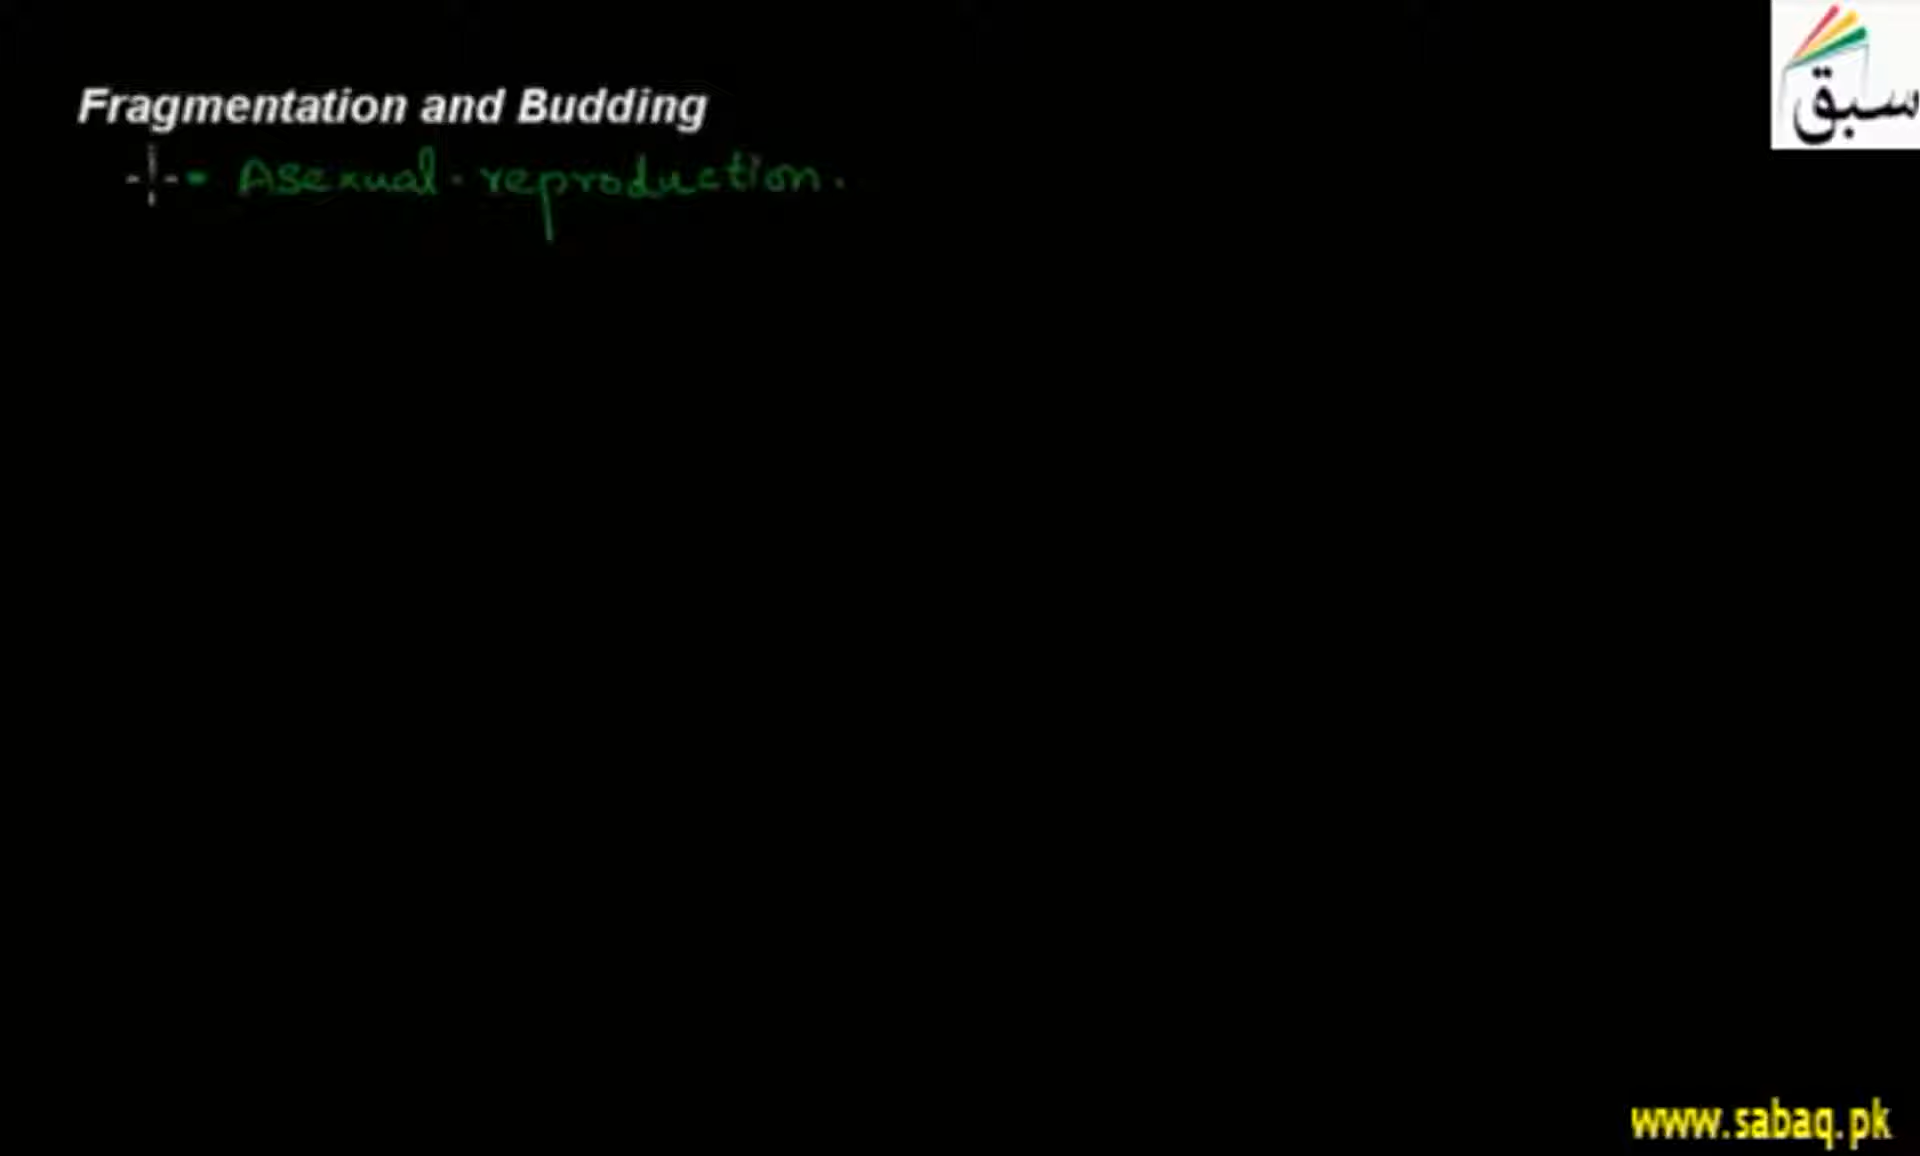 سبق
Fragmentation and Budding
• Asexual reproduction.
www.sabaq.pk